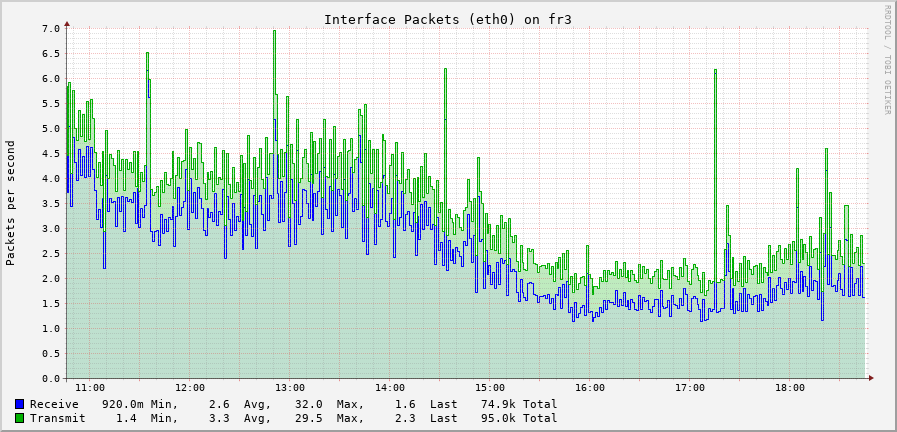 Interface Packets (eth0) on fr3
RRDTOOL / TOBI OETIKER
Packets per second
7.0
6.5
6.0
5.5
5.0
4.5
4.0
3.5
3.0
2.5
2.0
1.5
1.0
0.5
0.0
11:00 12:00 13:00 14:00 15:00 16:00 17:00 18:00
Receive 920.0m Min, 2.6 Avg, 32.0 Max, 1.6 Last 74.9k Total
Transmit 1.4 Min, 3.3 Avg, 29.5 Max, 2.3 Last 95.0k Total